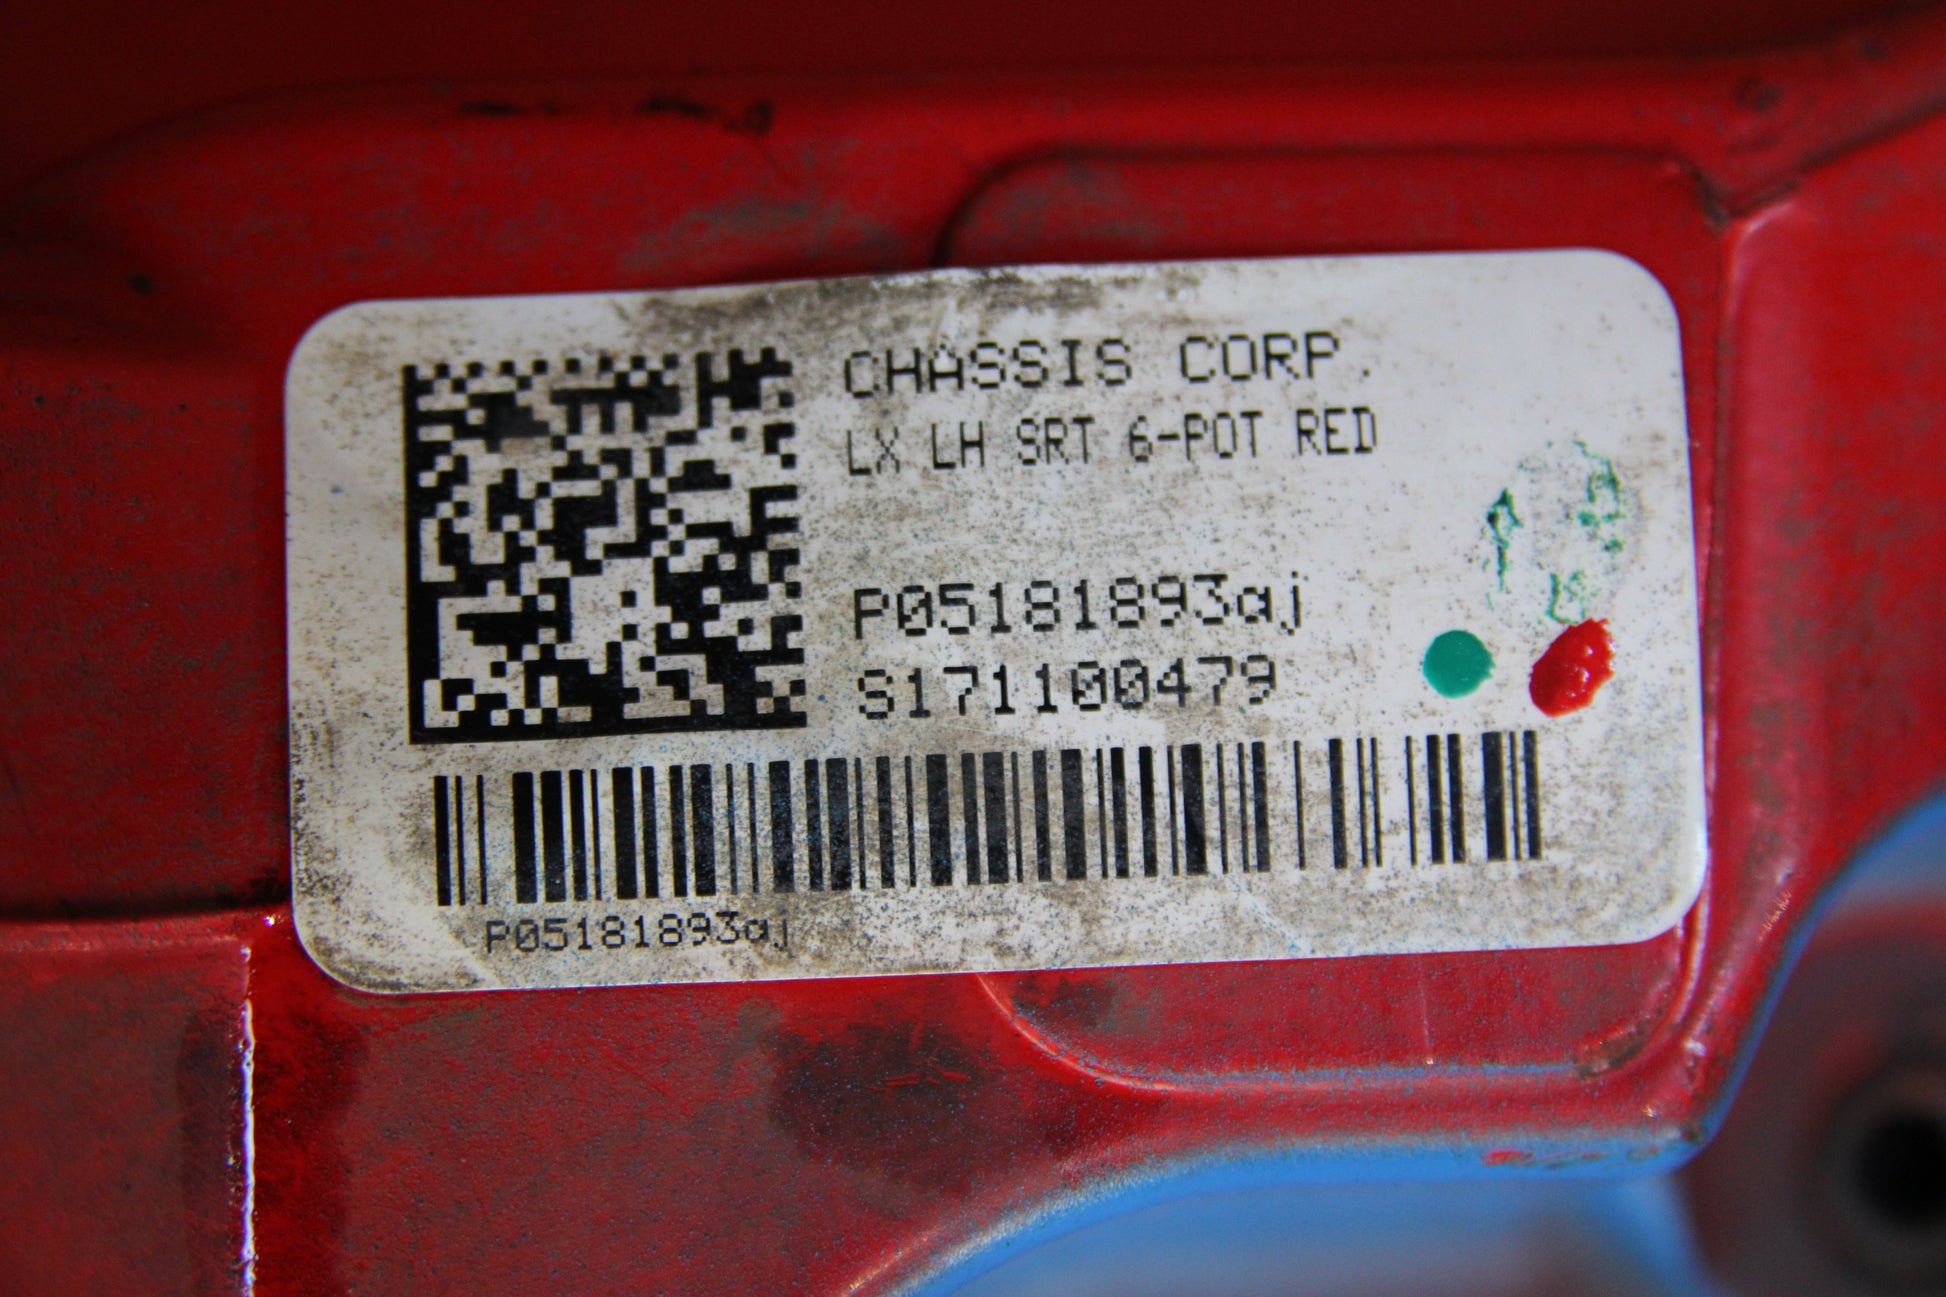 CHASSIS CORP.
LX LH SRT 6-POT RED
P05181893aj
S171100479
P05181893aj